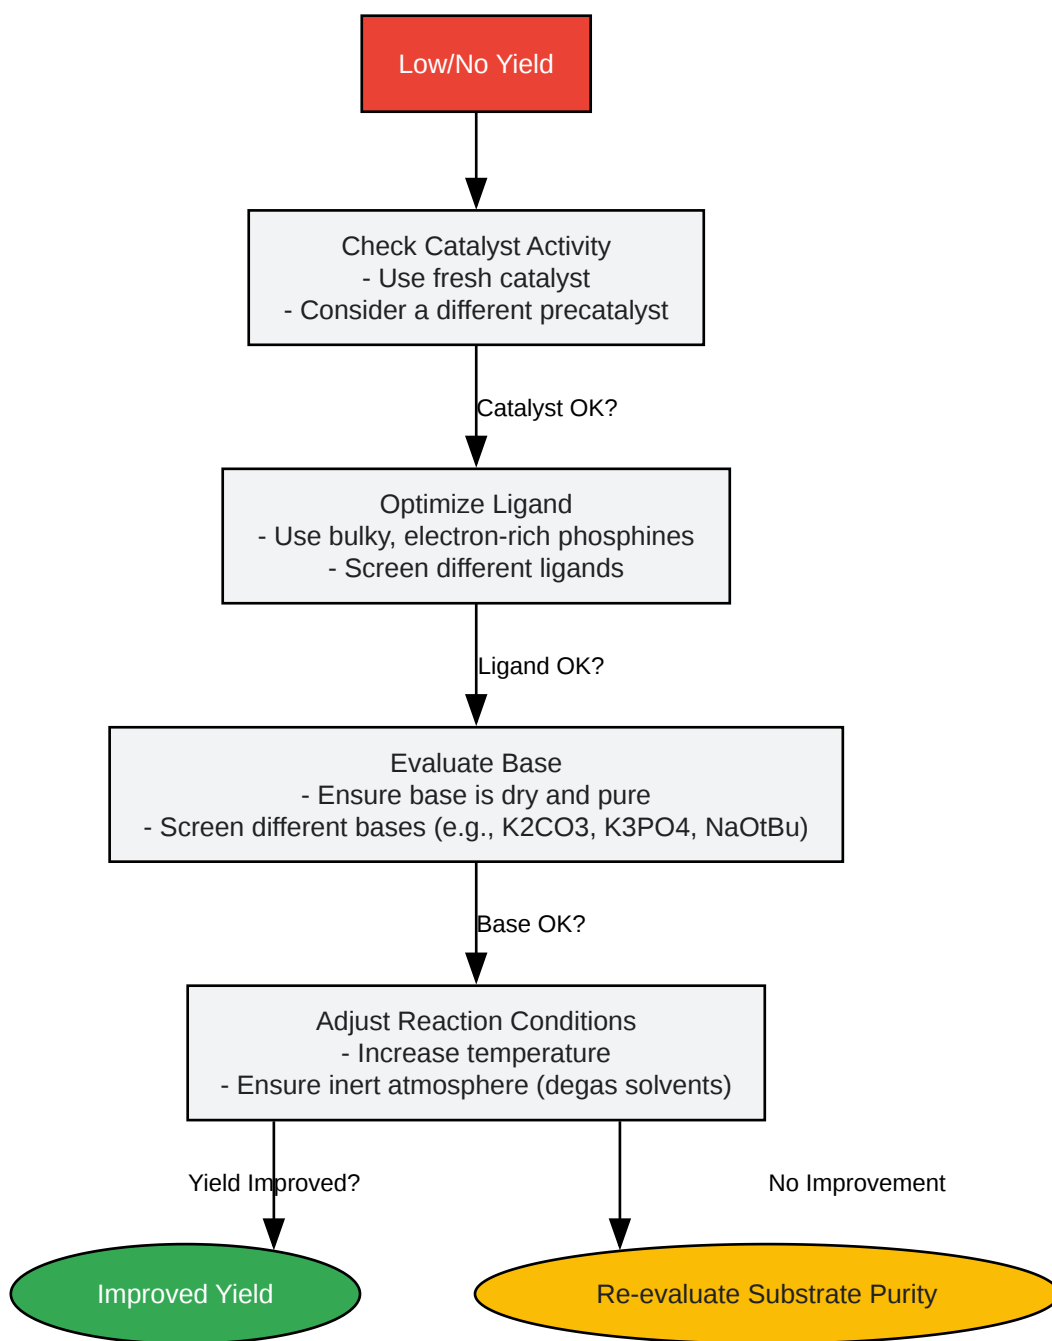 Low/No Yield
Check Catalyst Activity
- Use fresh catalyst
- Consider a different precatalyst
Catalyst OK?
Optimize Ligand
- Use bulky, electron-rich phosphines
- Screen different ligands
Ligand OK?
Evaluate Base
- Ensure base is dry and pure
- Screen different bases (e.g., K2CO3, K3PO4, NaOtBu)
Base OK?
Adjust Reaction Conditions
- Increase temperature
- Ensure inert atmosphere (degas solvents)
Yield Improved?
No Improvement
Improved Yield
Re-evaluate Substrate Purity